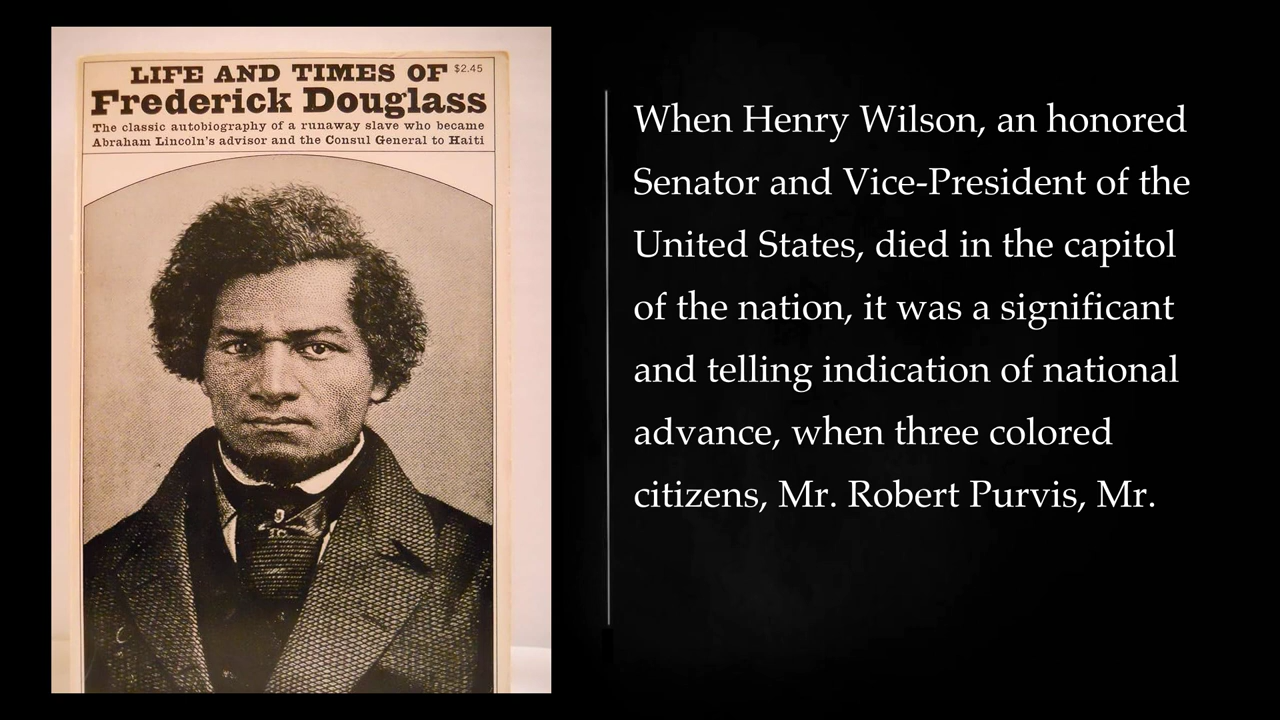 LIFE AND TIMES OF $2.45
Frederick Douglass
The classic autobiography of a runaway slave who became
Abraham Lincoln's advisor and the Consul General to Haiti
When Henry Wilson, an honored
Senator and Vice-President of the
United States, died in the capitol
of the nation, it was a significant
and telling indication of national
advance, when three colored
citizens, Mr. Robert Purvis, Mr.